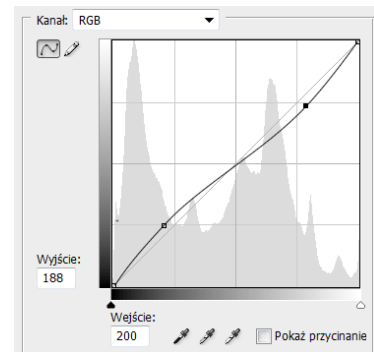 Kanał: RGB
Wyjście:
188
Wejście:
200
Pokaż przycinanie